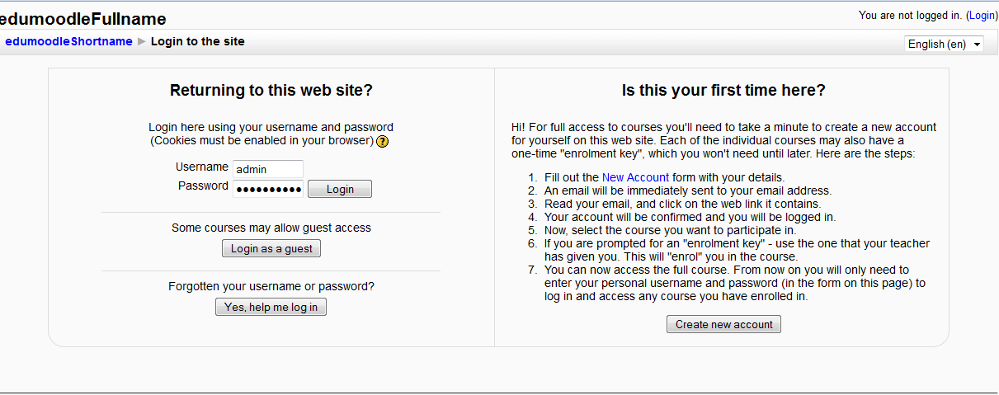 edumoodleFullname
You are not logged in. (Login)
edumoodleShortname ► Login to the site
English (en)
Returning to this web site?
Login here using your username and password
(Cookies must be enabled in your browser) ?
Username admin
Password ●●●●●●●●●● Login
Some courses may allow guest access
Login as a guest
Forgotten your username or password?
Yes, help me log in
Is this your first time here?
Hi! For full access to courses you'll need to take a minute to create a new account
for yourself on this web site. Each of the individual courses may also have a
one-time "enrolment key", which you won't need until later. Here are the steps:
1. Fill out the New Account form with your details.
2. An email will be immediately sent to your email address.
3. Read your email, and click on the web link it contains.
4. Your account will be confirmed and you will be logged in.
5. Now, select the course you want to participate in.
6. If you are prompted for an "enrolment key" - use the one that your teacher
has given you. This will "enrol" you in the course.
7. You can now access the full course. From now on you will only need to
enter your personal username and password (in the form on this page) to
log in and access any course you have enrolled in.
Create new account